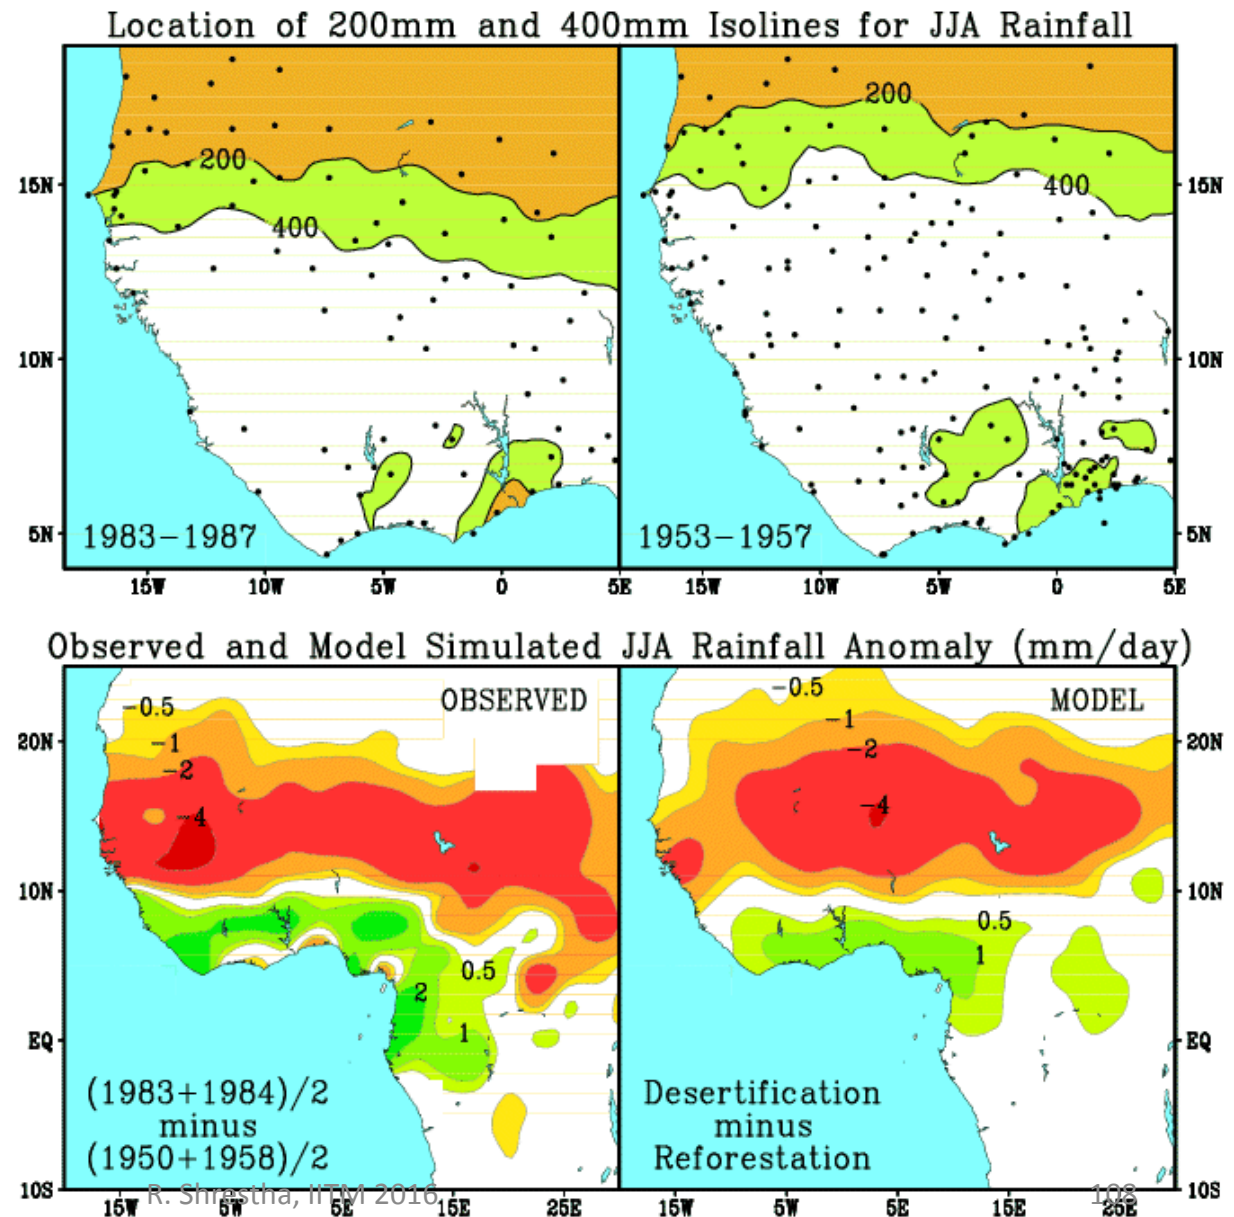 Location of 200mm and 400mm Isolines for JJA Rainfall
200
400
1983-1987
200
400
1953-1957
15N
10N
5N
15N
10N
5N
15W 10W 5W 0 5E
15W 10W 5W 0 5E
Observed and Model Simulated JJA Rainfall Anomaly (mm/day)
OBSERVED
-0.5
-1
-2
-4
0.5
2
1
(1983+1984)/2
minus
(1950+1958)/2
MODEL
-0.5
-1
-2
-4
0.5
1
Desertification
minus
Reforestation
20N
10N
EQ
10S
20N
10N
EQ
10S
15W 5W 5E 15E 25E
15W 5W 5E 15E 25E
R. Shrestha, IITM 2016
108